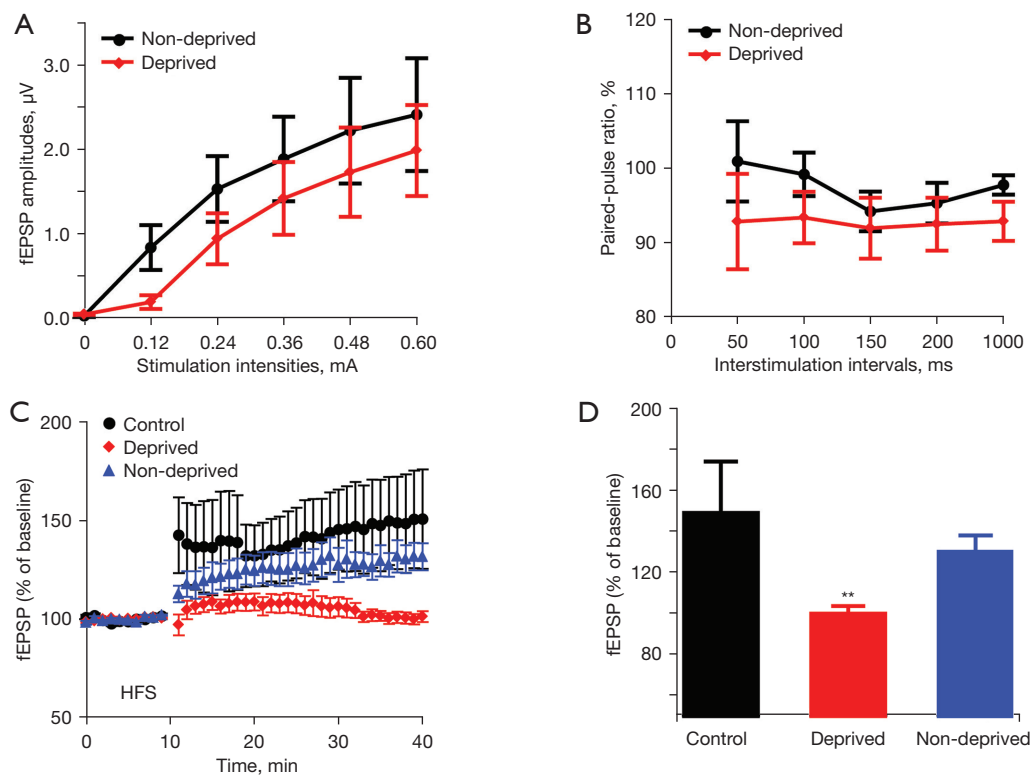 A
fEPSP amplitudes, μV
3.0
2.0
1.0
0.0
Non-deprived
Deprived
0 0.12 0.24 0.36 0.48 0.60
Stimulation intensities, mA
B
Paired-pulse ratio, %
120
110
100
90
80
Non-deprived
Deprived
0 50 100 150 200 1000
Interstimulation intervals, ms
C
fEPSP (% of baseline)
200
150
100
50
Control
Deprived
Non-deprived
HFS
0 10 20 30 40
Time, min
D
fEPSP (% of baseline)
200
160
120
80
**
Control Deprived Non-deprived